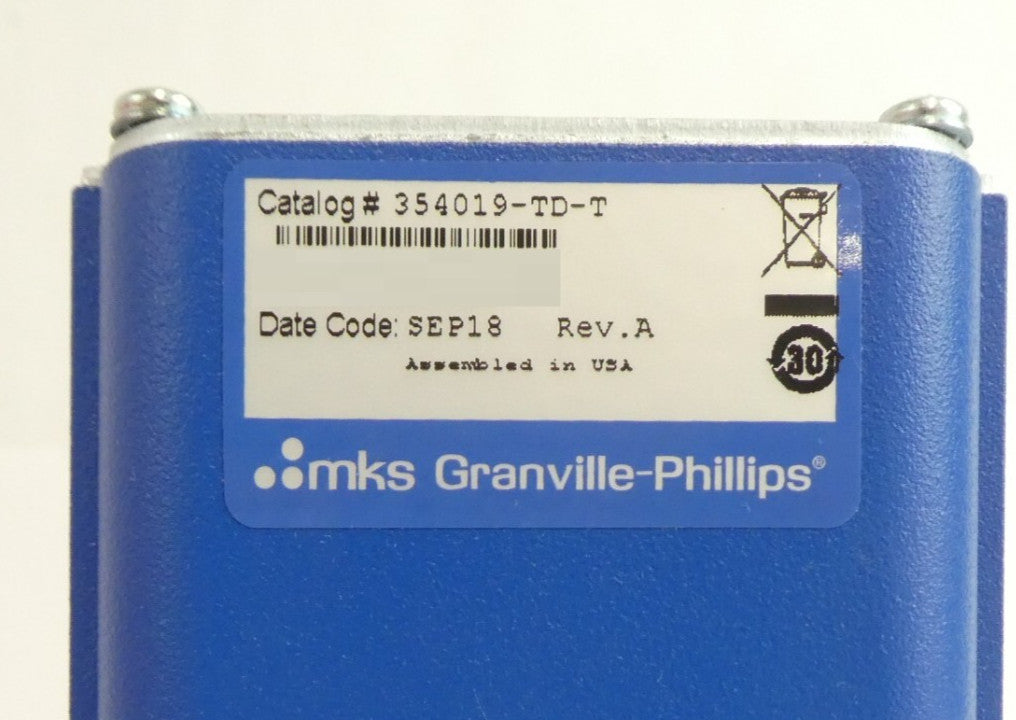 Catalog # 354019-TD-T
Date Code: SEP18 Rev.A
Assembled in USA
30
mks Granville-Phillips®